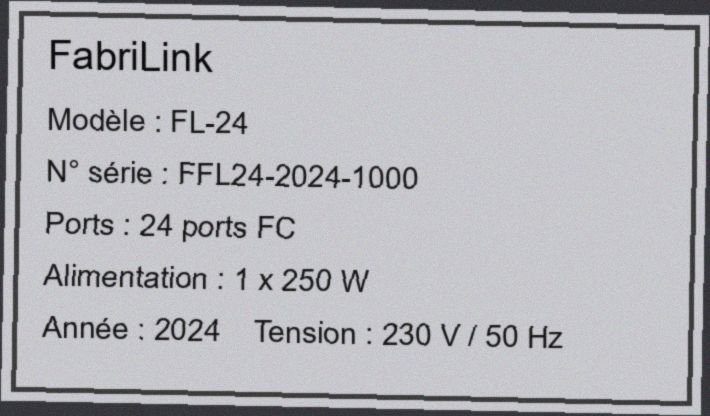 FabriLink
Modèle : FL-24
N° série : FFL24-2024-1000
Ports : 24 ports FC
Alimentation : 1 x 250 W
Année : 2024 Tension : 230 V / 50 Hz